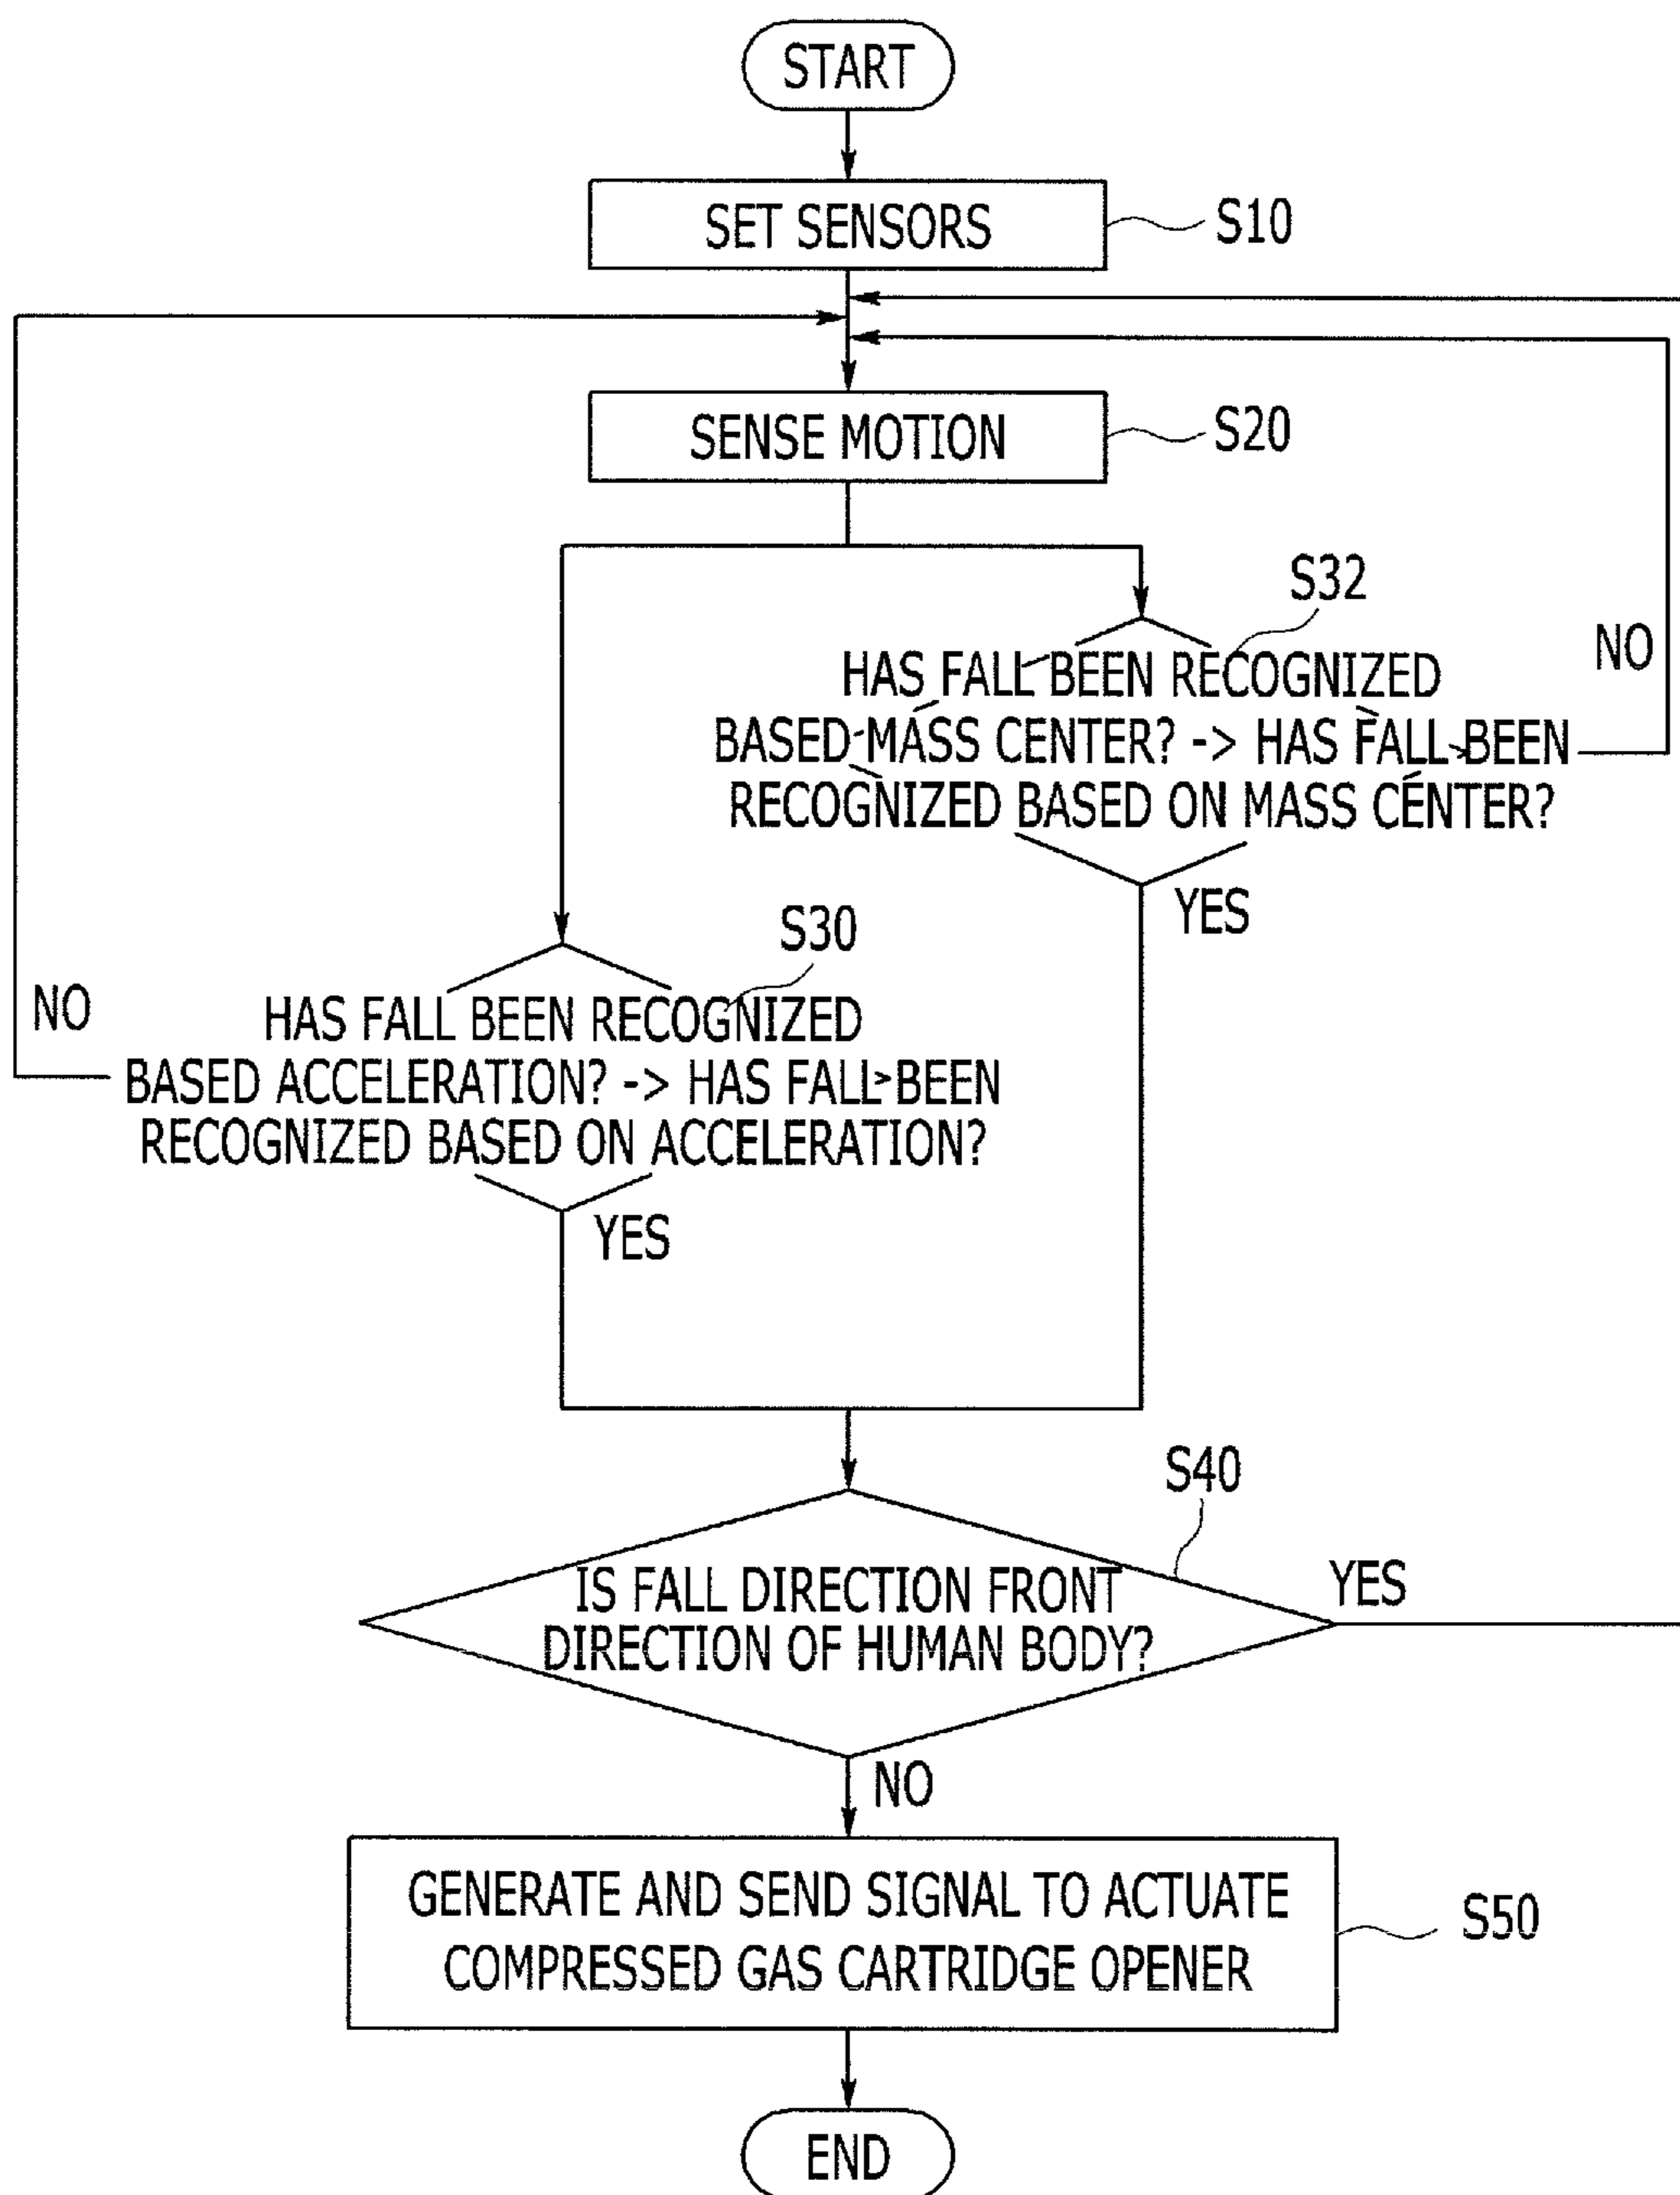 START
SET SENSORS
S10
SENSE MOTION
S20
S32
HAS FALL BEEN RECOGNIZED
BASED MASS CENTER? -> HAS FALL BEEN
RECOGNIZED BASED ON MASS CENTER?
NO
YES
S30
HAS FALL BEEN RECOGNIZED
BASED ACCELERATION? -> HAS FALL BEEN
RECOGNIZED BASED ON ACCELERATION?
NO
YES
S40
IS FALL DIRECTION FRONT
DIRECTION OF HUMAN BODY?
YES
NO
GENERATE AND SEND SIGNAL TO ACTUATE
COMPRESSED GAS CARTRIDGE OPENER
S50
END